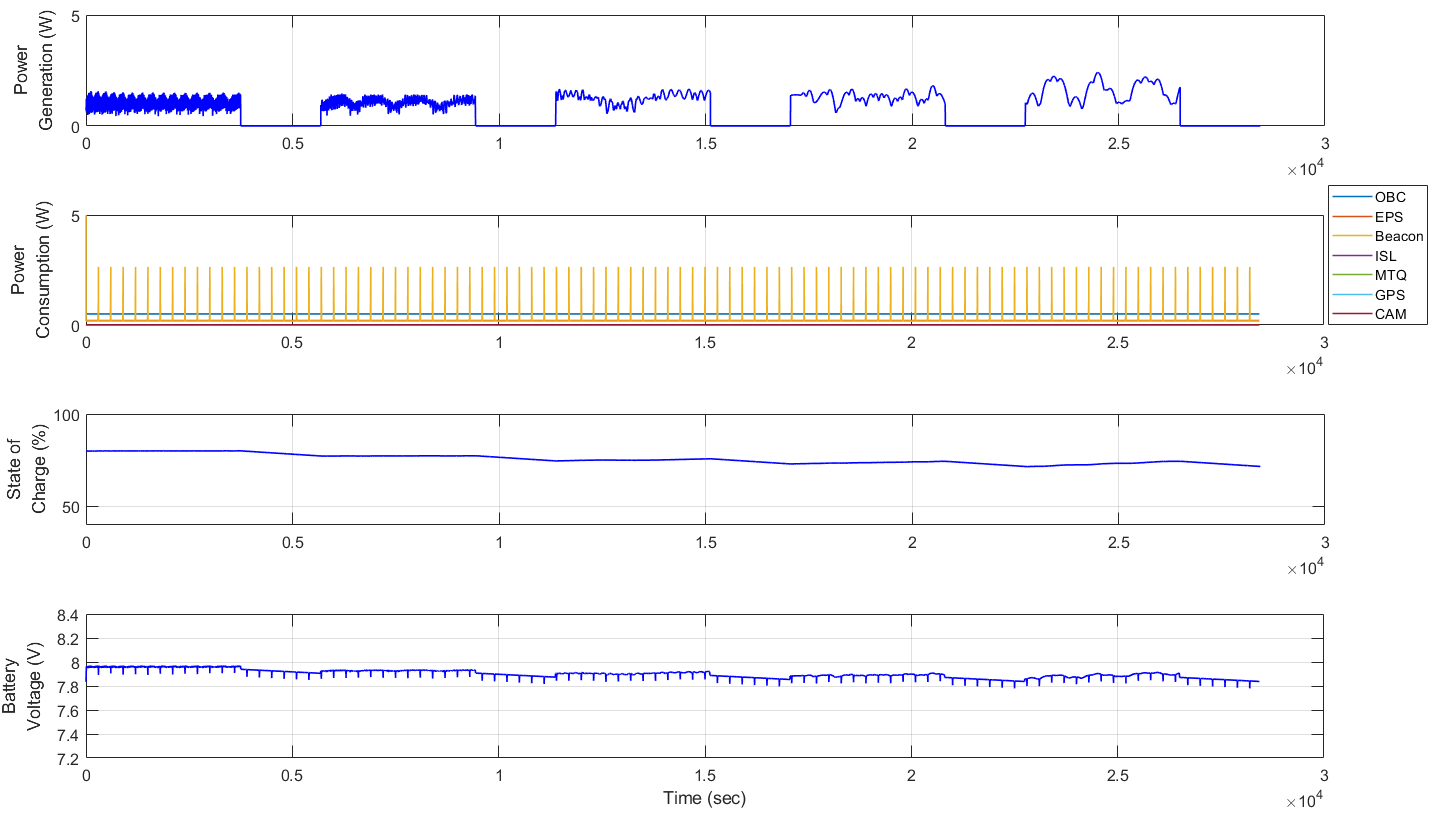 Power
Generation (W)
5
0
0 0.5 1 1.5 2 2.5 3
×10^4
Power
Consumption (W)
5
0
0 0.5 1 1.5 2 2.5 3
×10^4
OBC
EPS
Beacon
ISL
MTQ
GPS
CAM
State of
Charge (%)
100
50
0 0.5 1 1.5 2 2.5 3
×10^4
Battery
Voltage (V)
8.4
8.2
8
7.8
7.6
7.4
7.2
0 0.5 1 1.5 2 2.5 3
Time (sec)
×10^4